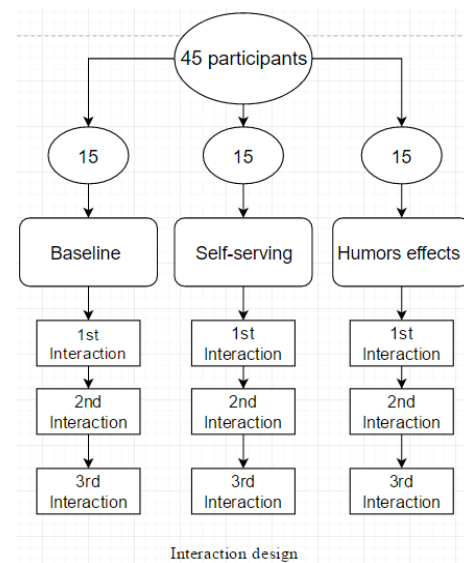 45 participants
15
15
15
Baseline
Self-serving
Humors effects
1st
Interaction
1st
Interaction
1st
Interaction
2nd
Interaction
2nd
Interaction
2nd
Interaction
3rd
Interaction
3rd
Interaction
3rd
Interaction
Interaction design